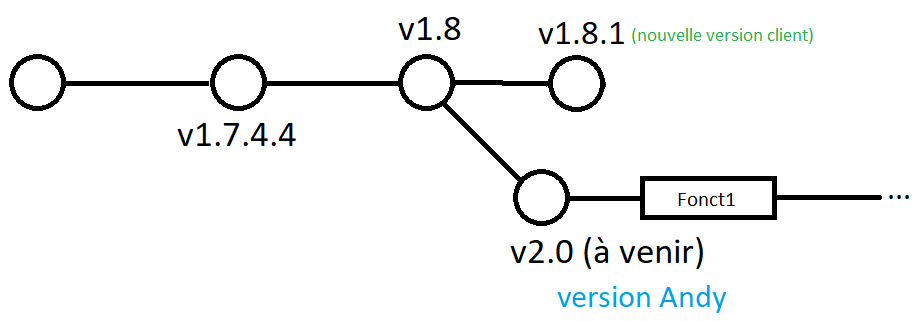 v1.8
v1.8.1 (nouvelle version client)
v1.7.4.4
Fonct1
...
v2.0 (à venir)
version Andy